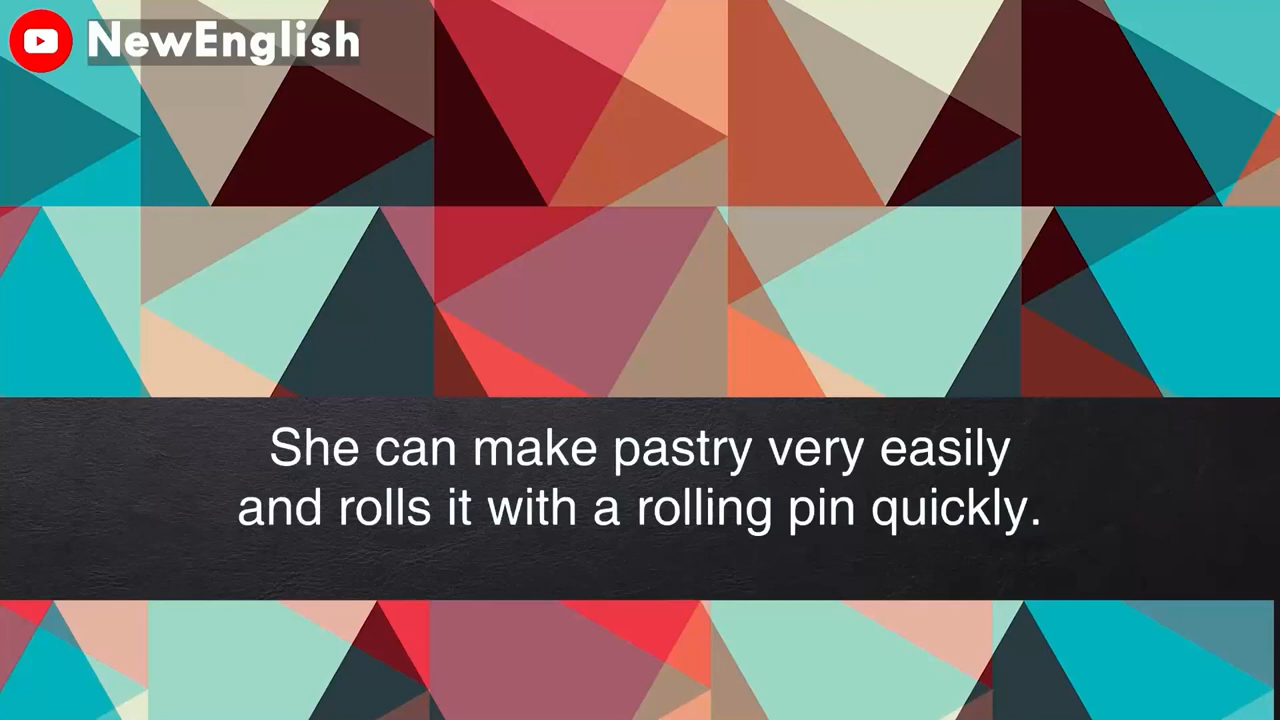 NewEnglish
She can make pastry very easily
and rolls it with a rolling pin quickly.